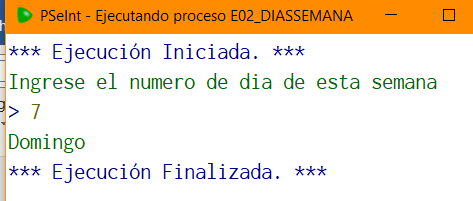 PSeInt - Ejecutando proceso E02_DIASSEMANA
*** Ejecución Iniciada. ***
Ingrese el numero de dia de esta semana
> 7
Domingo
*** Ejecución Finalizada. ***